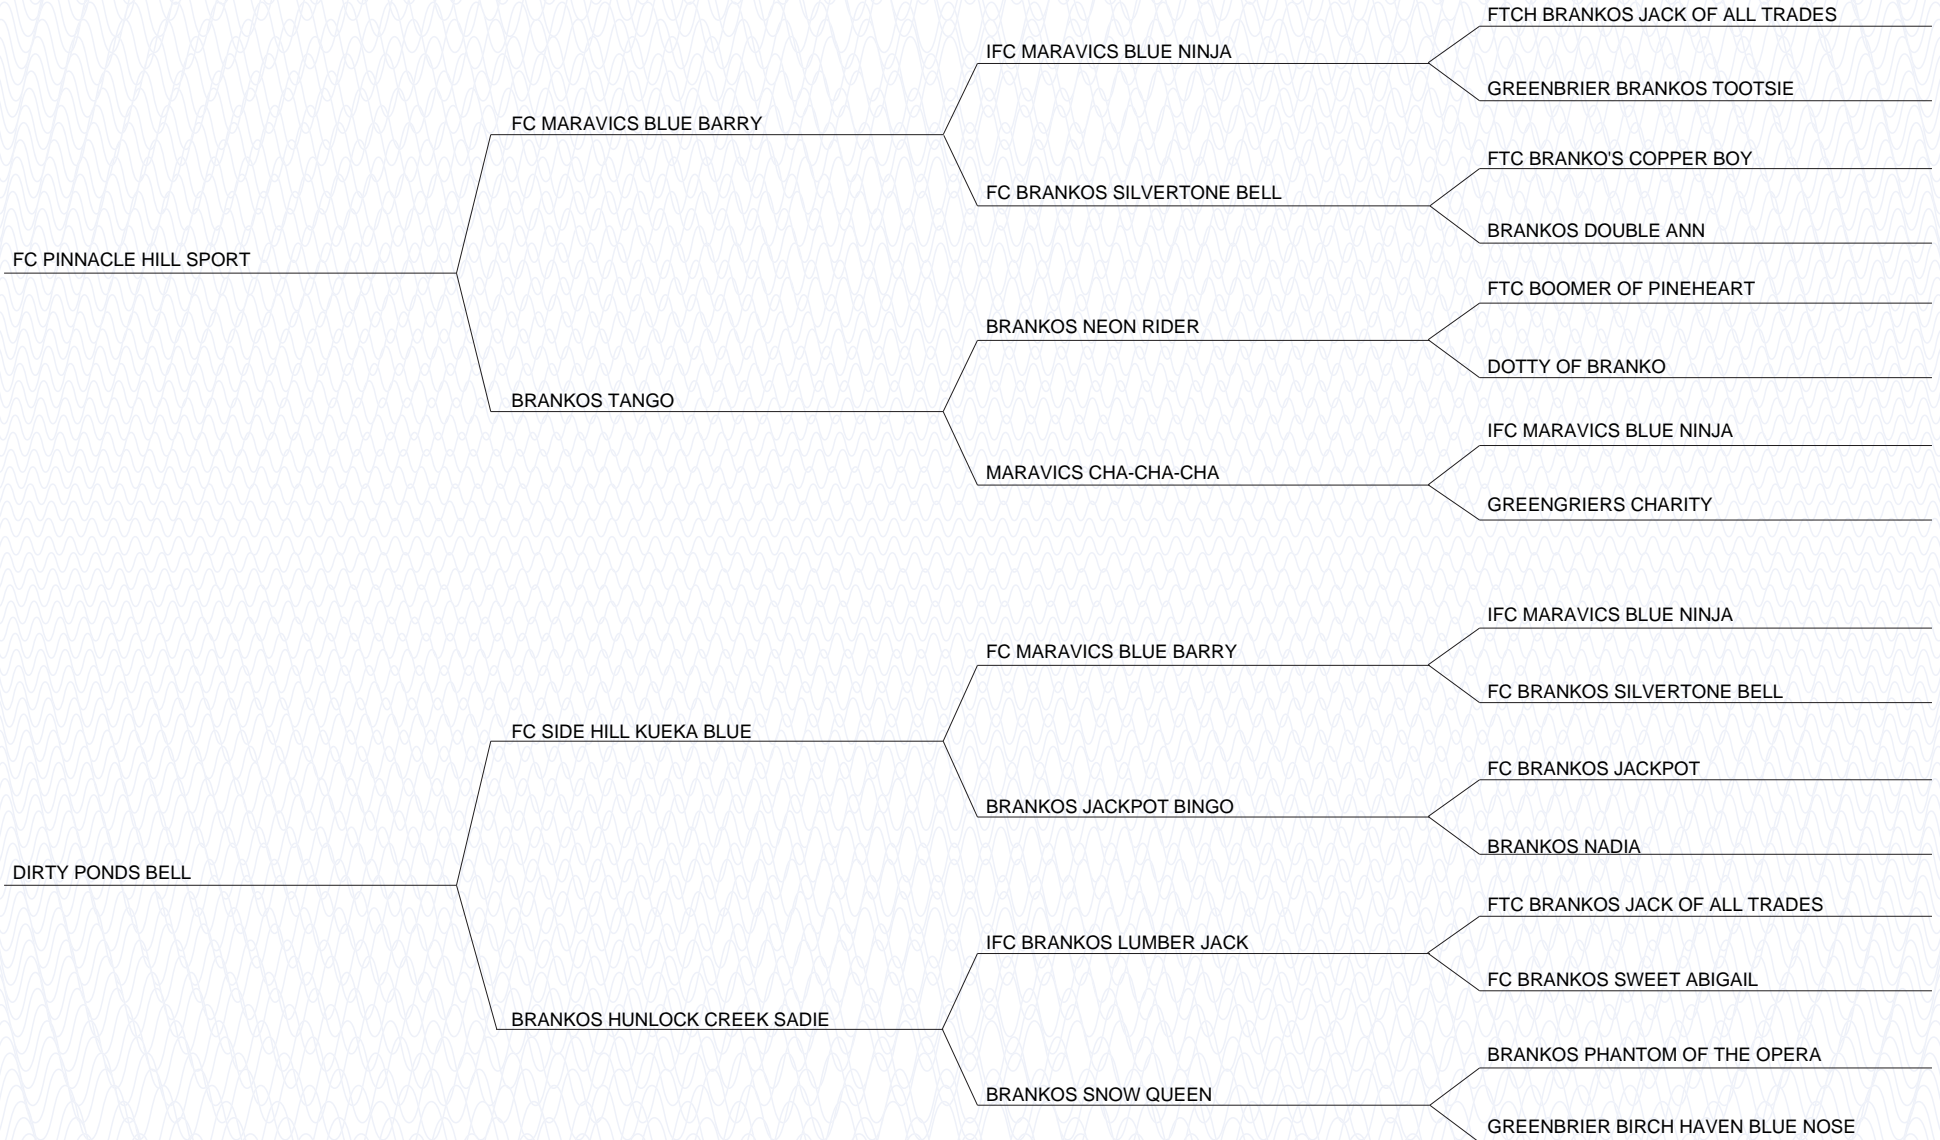 FTCH BRANKOS JACK OF ALL TRADES
IFC MARAVICS BLUE NINJA
GREENBRIER BRANKOS TOOTSIE
FC MARAVICS BLUE BARRY
FTC BRANKO'S COPPER BOY
FC BRANKOS SILVERTONE BELL
BRANKOS DOUBLE ANN
FC PINNACLE HILL SPORT
FTC BOOMER OF PINEHEART
BRANKOS NEON RIDER
DOTTY OF BRANKO
BRANKOS TANGO
IFC MARAVICS BLUE NINJA
MARAVICS CHA-CHA-CHA
GREENGRIERS CHARITY
IFC MARAVICS BLUE NINJA
FC MARAVICS BLUE BARRY
FC BRANKOS SILVERTONE BELL
FC SIDE HILL KUEKA BLUE
FC BRANKOS JACKPOT
BRANKOS JACKPOT BINGO
BRANKOS NADIA
DIRTY PONDS BELL
FTC BRANKOS JACK OF ALL TRADES
IFC BRANKOS LUMBER JACK
FC BRANKOS SWEET ABIGAIL
BRANKOS HUNLOCK CREEK SADIE
BRANKOS PHANTOM OF THE OPERA
BRANKOS SNOW QUEEN
GREENBRIER BIRCH HAVEN BLUE NOSE